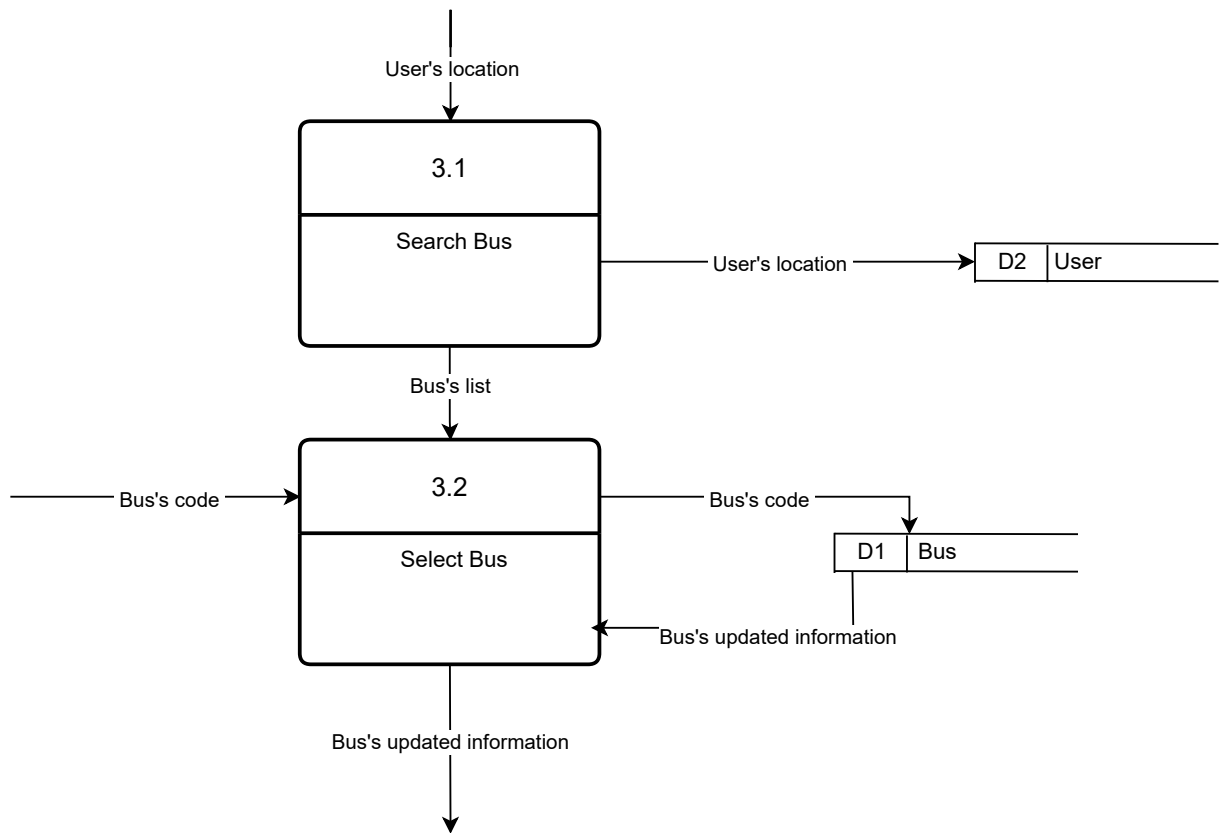 User's location
3.1
Search Bus
User's location
D2
User
Bus's list
Bus's code
3.2
Bus's code
Select Bus
D1
Bus
Bus's updated information
Bus's updated information